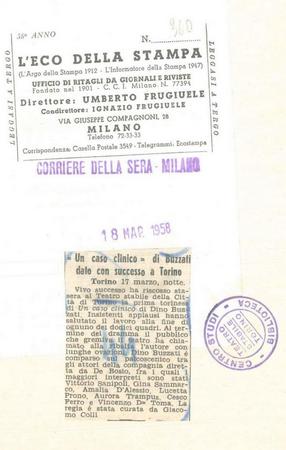 58° ANNO
N. 960
LEGGASI A TERGO
L'ECO DELLA STAMPA
(L'Argo della Stampa 1912 - L'Informatore della Stampa 1947)
UFFICIO DI RITAGLI DA GIORNALI E RIVISTE
Fondato nel 1901 - C. C. I. Milano N. 77394
Direttore: UMBERTO FRUGIUELE
Condirettore: IGNAZIO FRUGIUELE
VIA GIUSEPPE COMPAGNONI, 28
MILANO
Telefono 72-33-33
Corrispondenza: Casella Postale 3549 - Telegrammi: Ecostampa
LEGGASI A TERGO
CORRIERE DELLA SERA - MILANO
18 MAR. 1958
" Un caso clinico » di Buzzati
dato con successo a Torino
Torino 17 marzo, notte.
Vivo successo ha riscosso sta-
sera al Teatro stabile della Cit-
tà di Torino la prima torinese
di Un caso clinico di Dino Buz-
zati. Insistenti applausi hanno
salutato il lavoro alla fine di
ognuno dei dodici quadri. Al ter-
mine del dramma il pubblico
che gremiva il teatro ha chia-
mato alla ribalta l'autore con
lunghe ovazioni. Dino Buzzati è
comparso sul palcoscenico tra
gli attori della compagnia diret-
ta da De Bosio, fra i quali i
maggiori interpreti sono stati
Vittorio Sanipoli, Gina Sammar-
co, Amalia D'Alessio, Lucetta
Prono, Aurora Trampus, Cesco
Ferro e Vincenzo De Toma. La
regia è stata curata da Giaco-
mo Colli
CENTRO STUDI
BIBLIOTECA
TEATRO
STABILE
TORINO